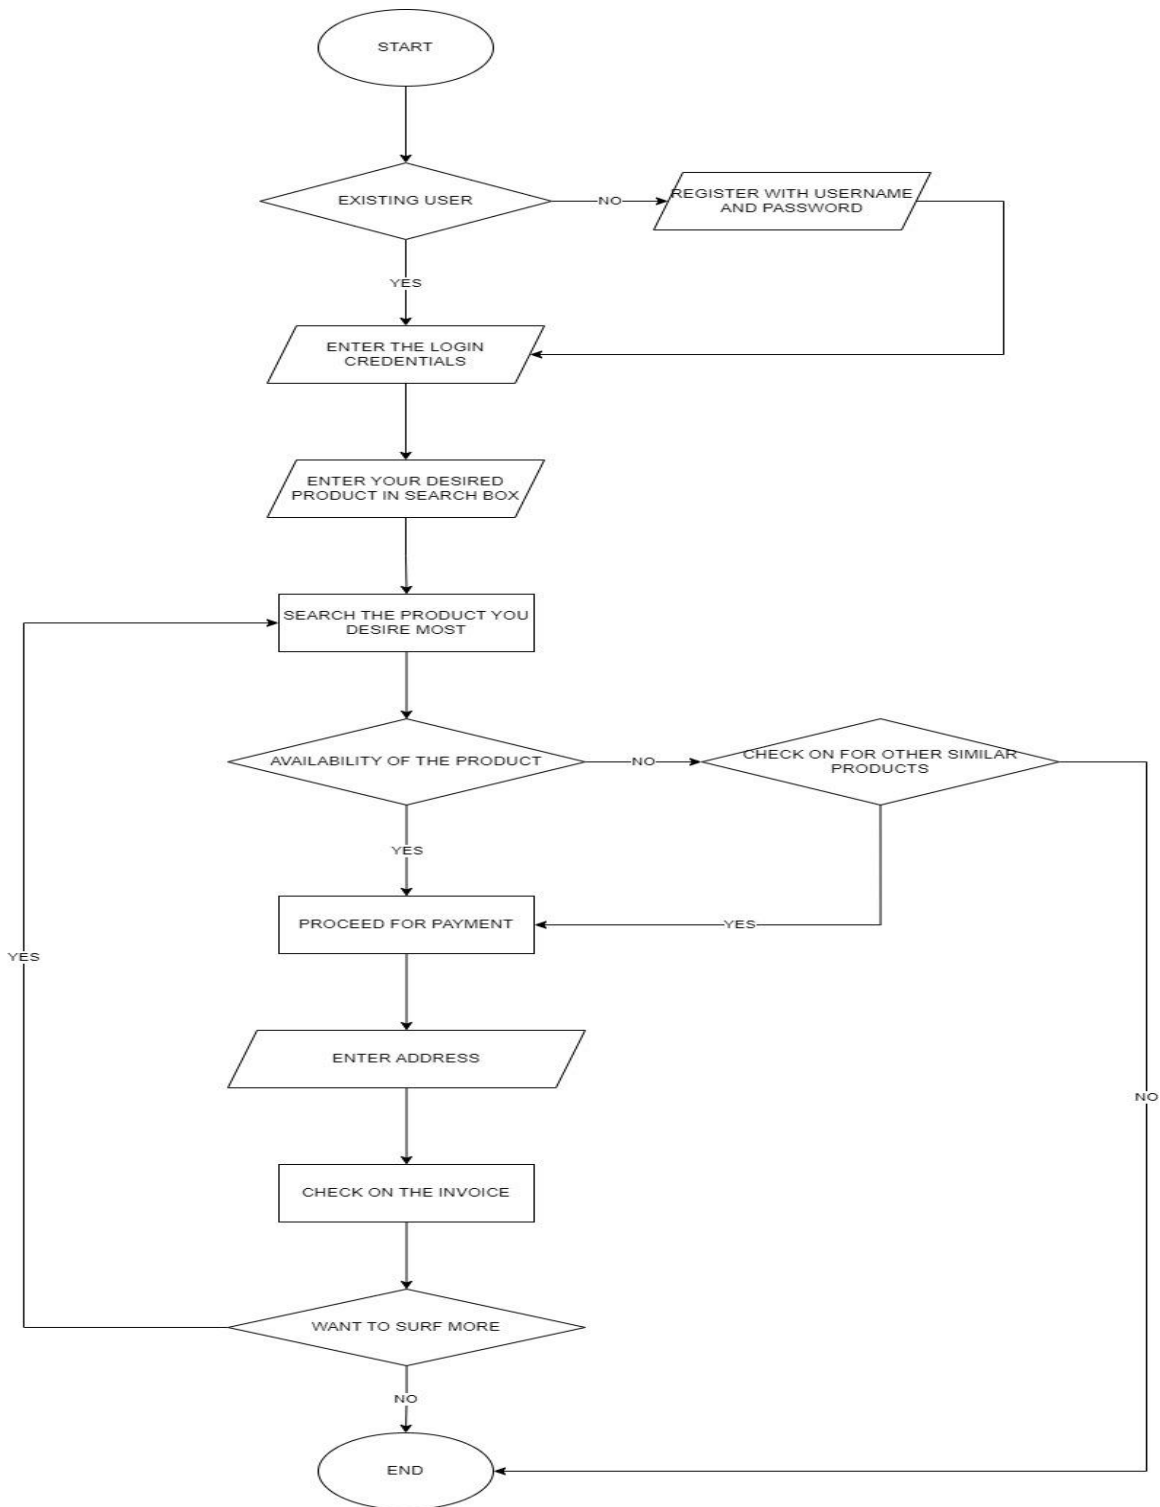 START
EXISTING USER
NO
REGISTER WITH USERNAME
AND PASSWORD
YES
ENTER THE LOGIN
CREDENTIALS
ENTER YOUR DESIRED
PRODUCT IN SEARCH BOX
SEARCH THE PRODUCT YOU
DESIRE MOST
AVAILABILITY OF THE PRODUCT
NO
CHECK ON FOR OTHER SIMILAR
PRODUCTS
YES
PROCEED FOR PAYMENT
YES
YES
ENTER ADDRESS
NO
CHECK ON THE INVOICE
WANT TO SURF MORE
NO
END